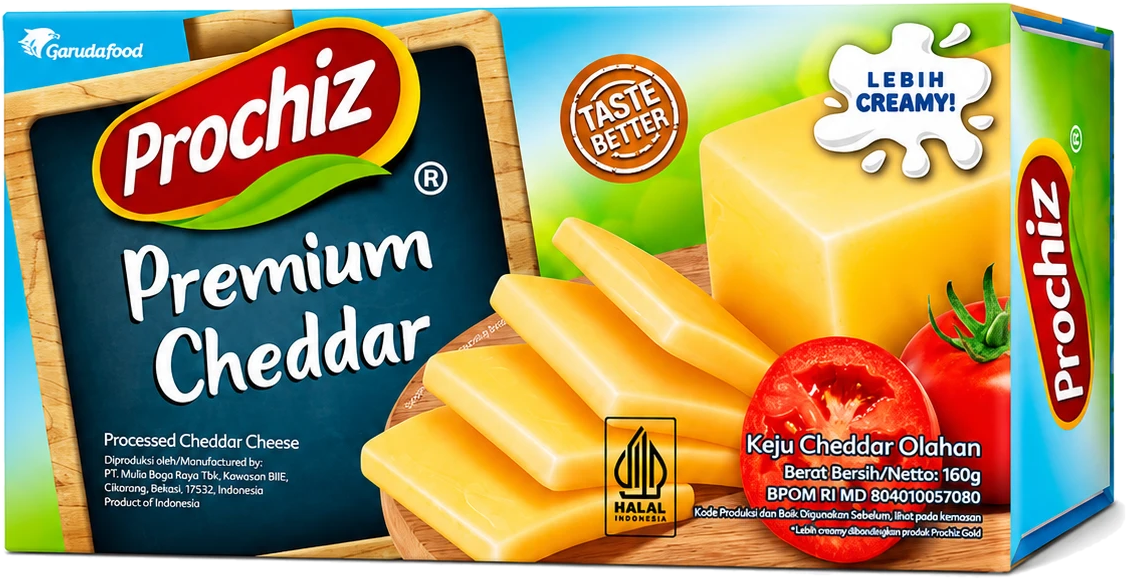 Garudafood
Prochiz
®
Premium
Cheddar
Processed Cheddar Cheese
Diproduksi oleh/Manufactured by:
PT. Mulia Boga Raya Tbk, Kawasan BIIE,
Cikarang, Bekasi, 17532, Indonesia
Product of Indonesia
TASTE
BETTER
LEBIH
CREAMY!
HALAL
INDONESIA
Keju Cheddar Olahan
Berat Bersih/Netto: 160g
BPOM RI MD 804010057080
Kode Produksi dan Baik Digunakan Sebelum, lihat pada kemasan
*Lebih creamy dibandingkan produk Prochiz Gold
Prochiz
®